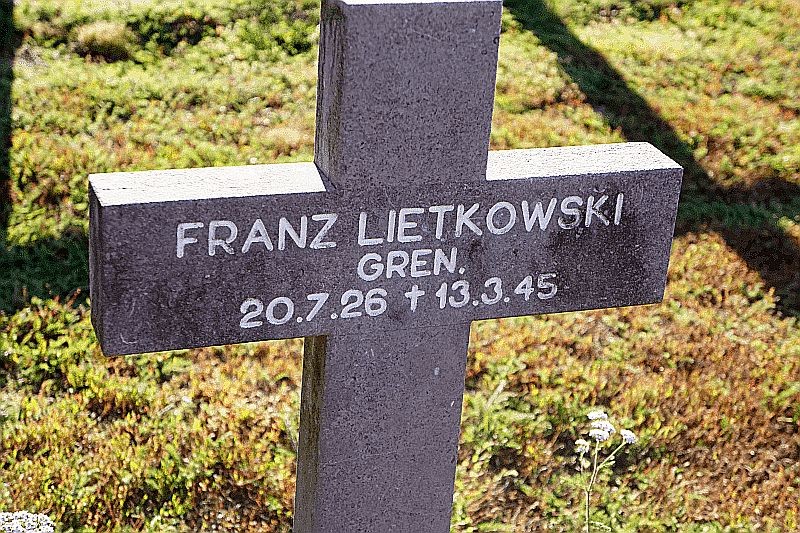 FRANZ LIETKOWSKI
GREN.
20.7.26 † 13.3.45